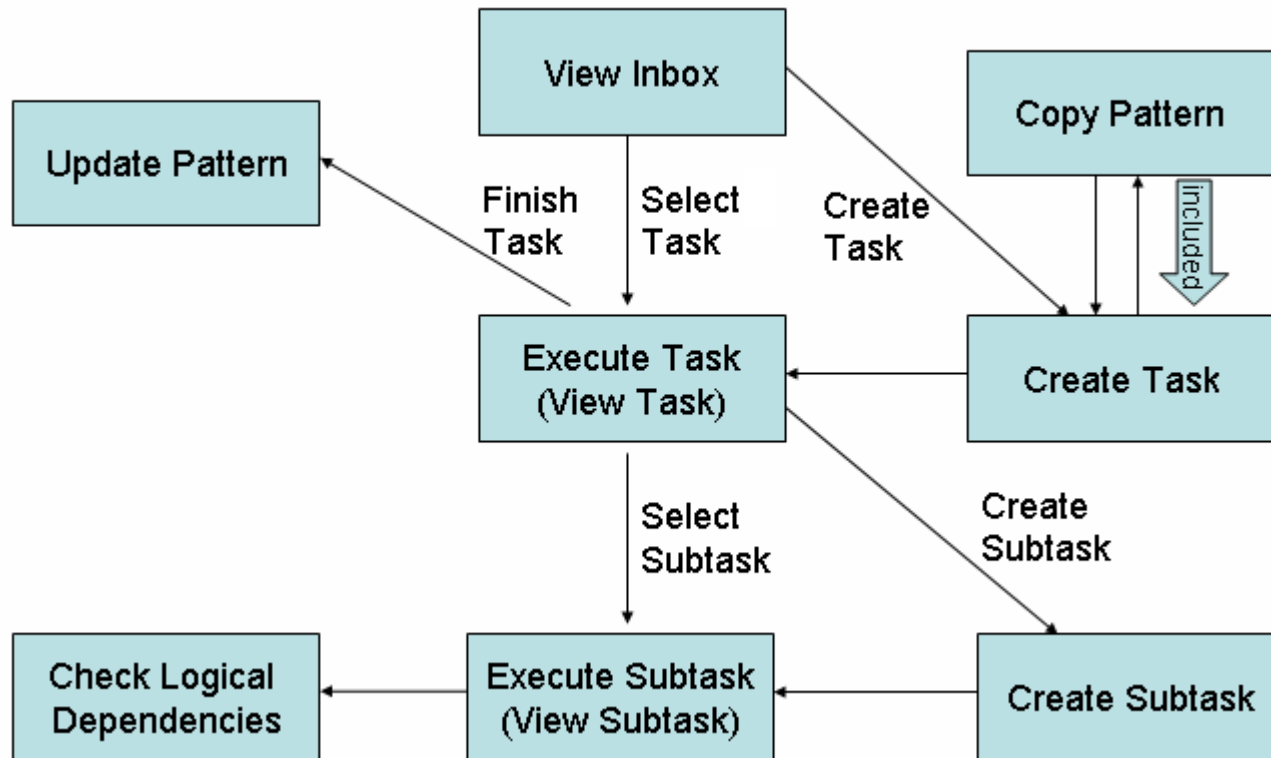 View Inbox
Copy Pattern
Update Pattern
Finish
Task
Select
Task
Create
Task
included
Execute Task
(View Task)
Create Task
Select
Subtask
Create
Subtask
Check Logical
Dependencies
Execute Subtask
(View Subtask)
Create Subtask